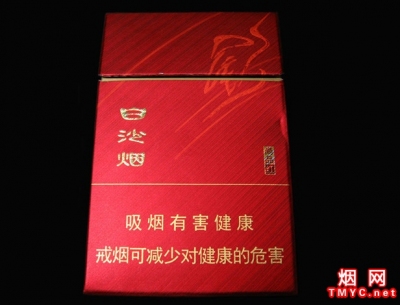 白沙烟
吸烟有害健康
戒烟可减少对健康的危害
烟网
TMYC.net